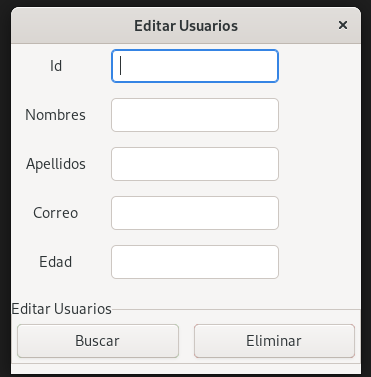 Editar Usuarios
Id
Nombres
Apellidos
Correo
Edad
Editar Usuarios
Buscar Eliminar